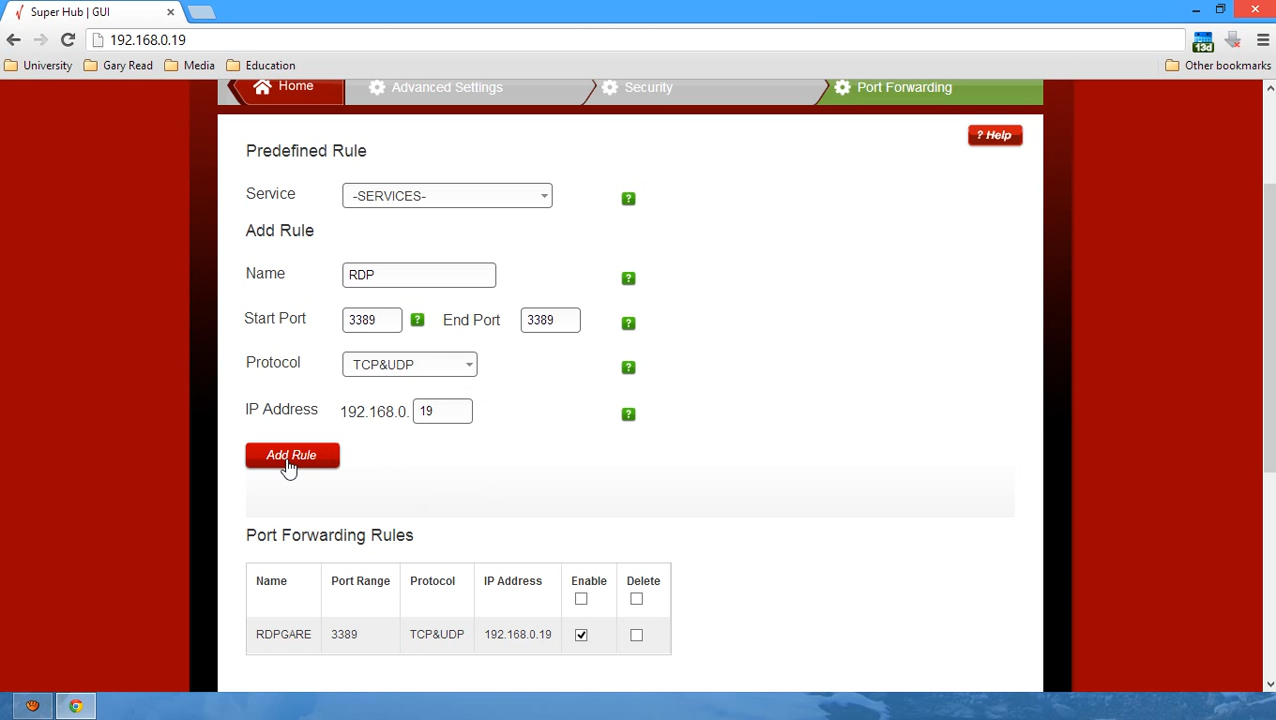 Super Hub | GUI
192.168.0.19
13d
University Gary Read Media Education Other bookmarks
Home Advanced Settings Security Port Forwarding
? Help
Predefined Rule
Service -SERVICES- ?
Add Rule
Name RDP ?
Start Port 3389 ? End Port 3389 ?
Protocol TCP&UDP ?
IP Address 192.168.0. 19 ?
Add Rule
Port Forwarding Rules
Name Port Range Protocol IP Address Enable Delete
RDPGARE 3389 TCP&UDP 192.168.0.19